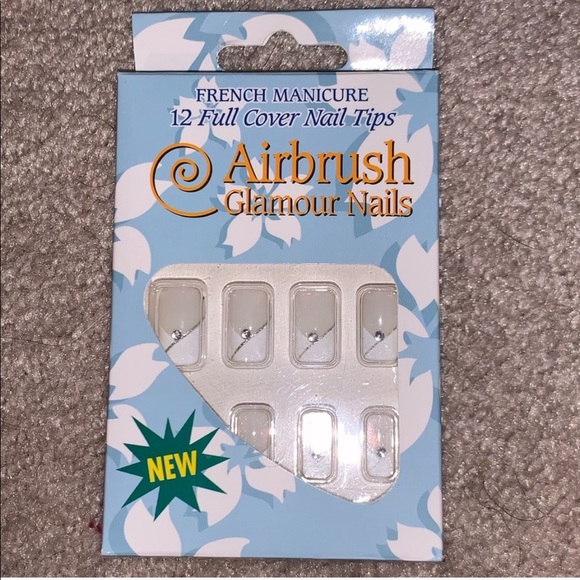 FRENCH MANICURE
12 Full Cover Nail Tips
Airbrush
Glamour Nails
NEW